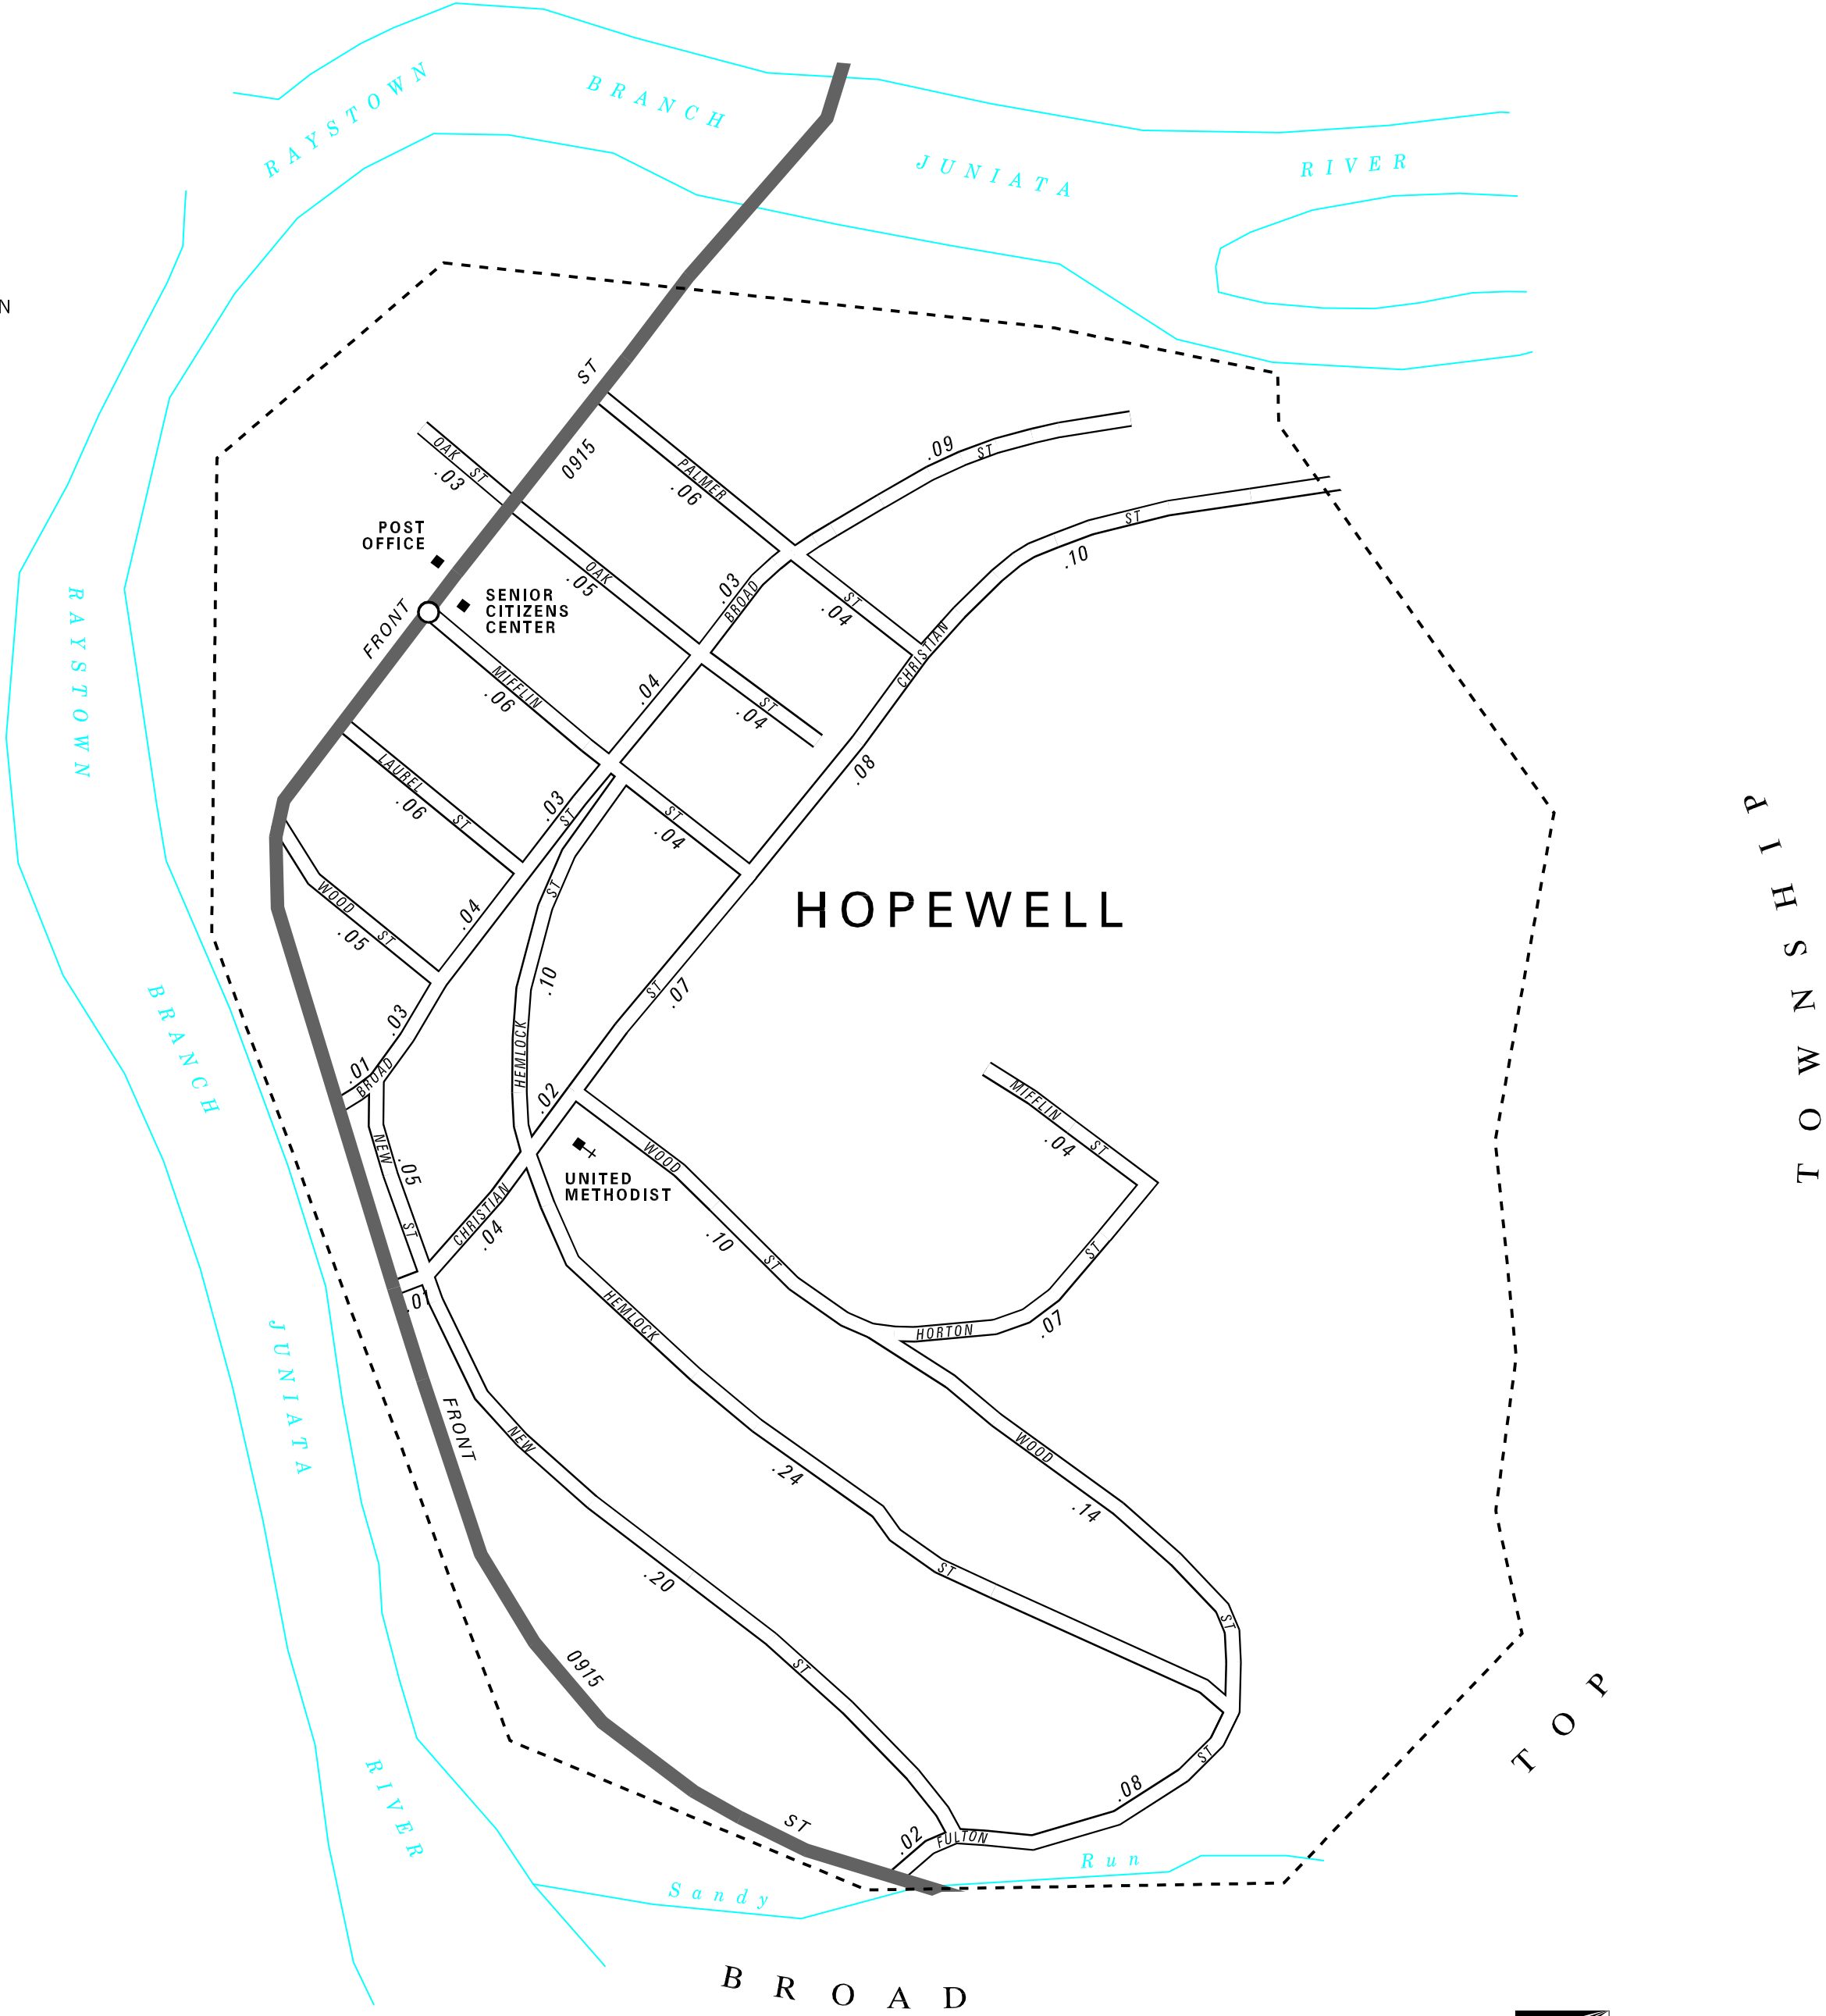 RAYSTOWN
BRANCH
JUNIATA
RIVER
N
ST
0915
OAK ST
.03
PALMER
.06
.09
ST
ST
.10
POST
OFFICE
SENIOR
CITIZENS
CENTER
FRONT
OAK
.05
.03
BROAD
ST
.04
CHRISTIAN
RAYSTOWN
MIFFLIN
.06
.04
ST
.04
.08
LAUREL
.06
ST
.03
ST
ST
.04
WOOD
.05
ST
.04
ST
HOPEWELL
TOWNSHIP
.10
ST
.07
BRANCH
.03
HEMLOCK
.01
BROAD
.02
NEW
.05
ST
UNITED
METHODIST
WOOD
MIFFLIN
.04
ST
CHRISTIAN
.04
.10
ST
ST
.01
HEMLOCK
HORTON
.07
JUNIATA
FRONT
NEW
.24
WOOD
.14
.20
ST
ST
0915
ST
TOP
ST
RIVER
.08
ST
.02
FULTON
Run
Sandy
BROAD